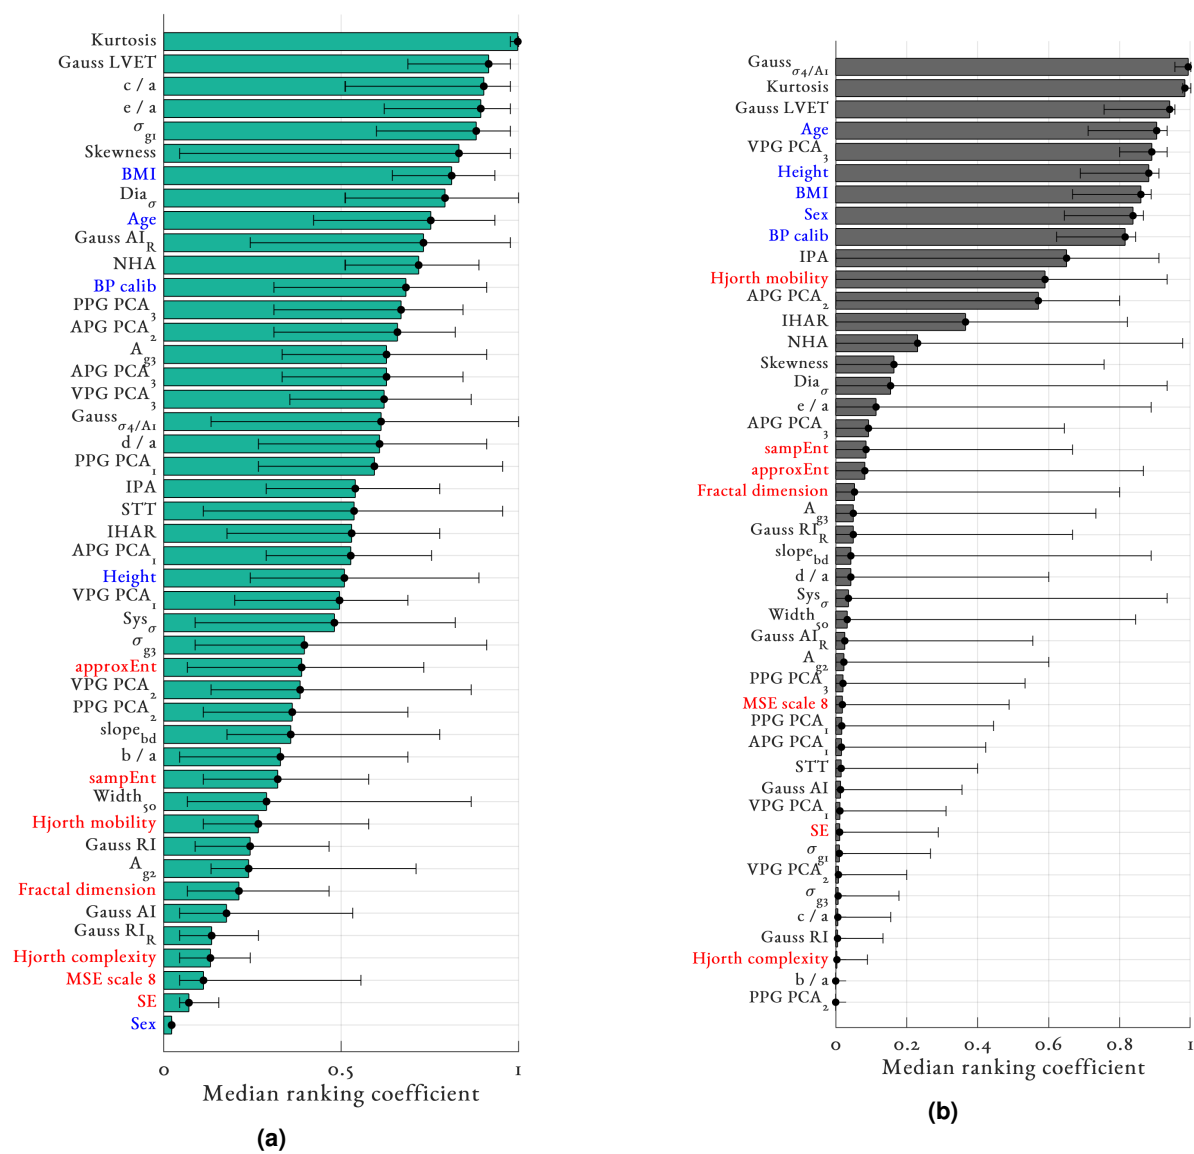 Kurtosis
Gauss LVET
c / a
e / a
σg1
Skewness
BMI
Diaσ
Age
Gauss AIR
NHA
BP calib
PPG PCA3
APG PCA2
Ag3
APG PCA3
VPG PCA3
Gaussσ4/A1
d / a
PPG PCA1
IPA
STT
IHAR
APG PCA1
Height
VPG PCA1
Sysσ
σg3
approxEnt
VPG PCA2
PPG PCA2
slopebd
b / a
sampEnt
Width50
Hjorth mobility
Gauss RI
Ag2
Fractal dimension
Gauss AI
Gauss RIR
Hjorth complexity
MSE scale 8
SE
Sex
0 0.5 1
Median ranking coefficient
(a)
Gaussσ4/A1
Kurtosis
Gauss LVET
Age
VPG PCA3
Height
BMI
Sex
BP calib
IPA
Hjorth mobility
APG PCA2
IHAR
NHA
Skewness
Diaσ
e / a
APG PCA3
sampEnt
approxEnt
Fractal dimension
Ag3
Gauss RIR
slopebd
d / a
Sysσ
Width50
Gauss AIR
Ag2
PPG PCA3
MSE scale 8
PPG PCA1
APG PCA1
STT
Gauss AI
VPG PCA1
SE
σg1
VPG PCA2
σg3
c / a
Gauss RI
Hjorth complexity
b / a
PPG PCA2
0 0.2 0.4 0.6 0.8 1
Median ranking coefficient
(b)